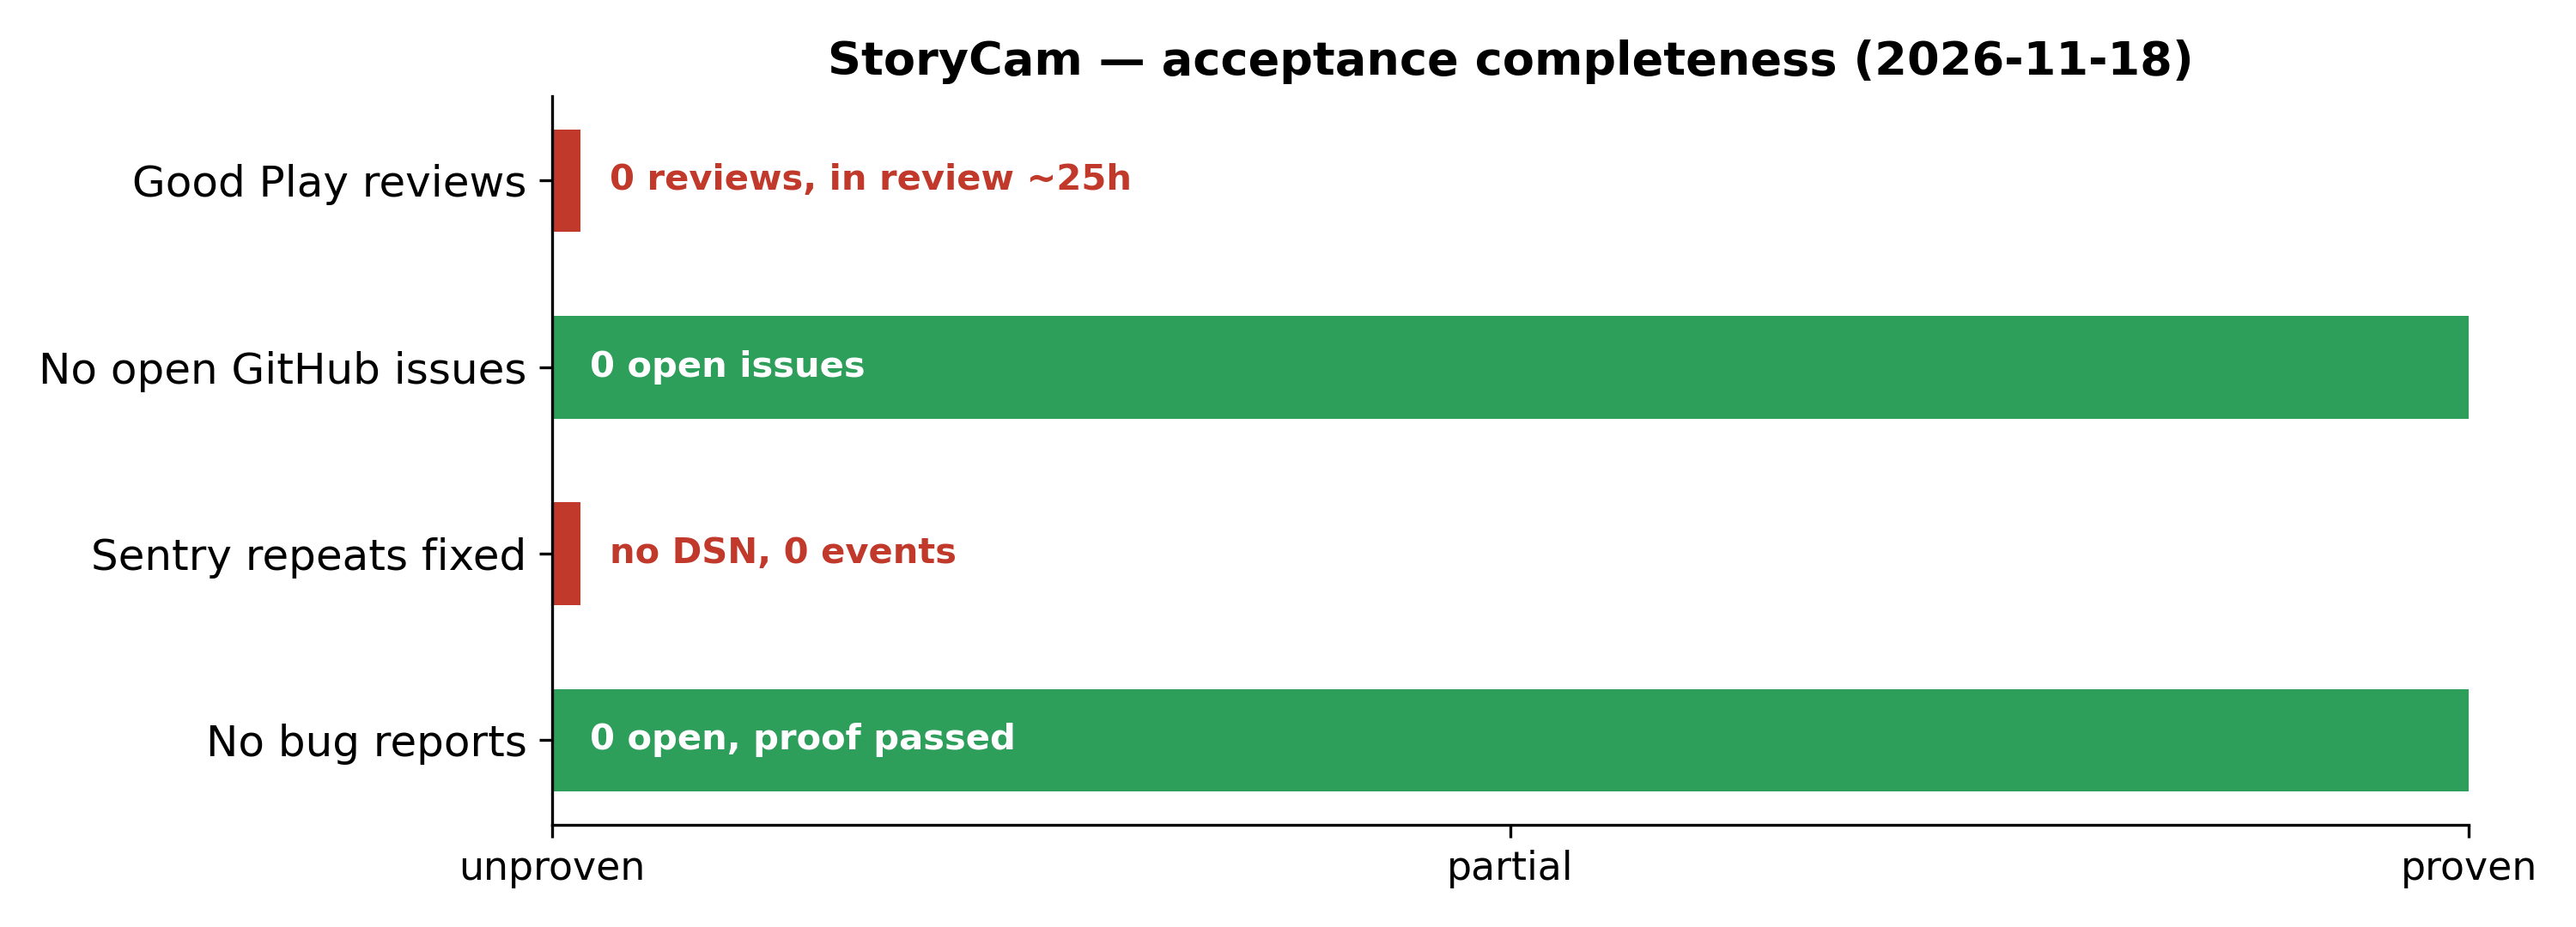 StoryCam — acceptance completeness (2026-11-18)
Good Play reviews
0 reviews, in review ~25h
No open GitHub issues
0 open issues
Sentry repeats fixed
no DSN, 0 events
No bug reports
0 open, proof passed
unproven
partial
proven